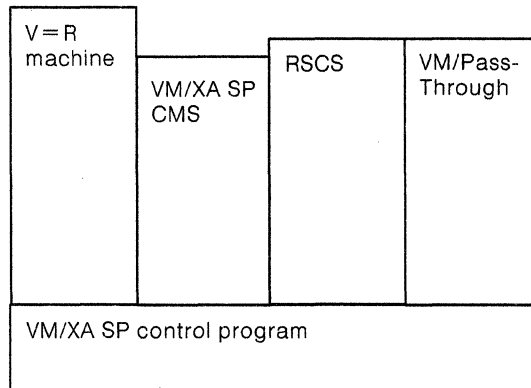 V=R
machine
VM/XA SP
CMS
RSCS
VM/Pass-
Through
VM/XA SP control program